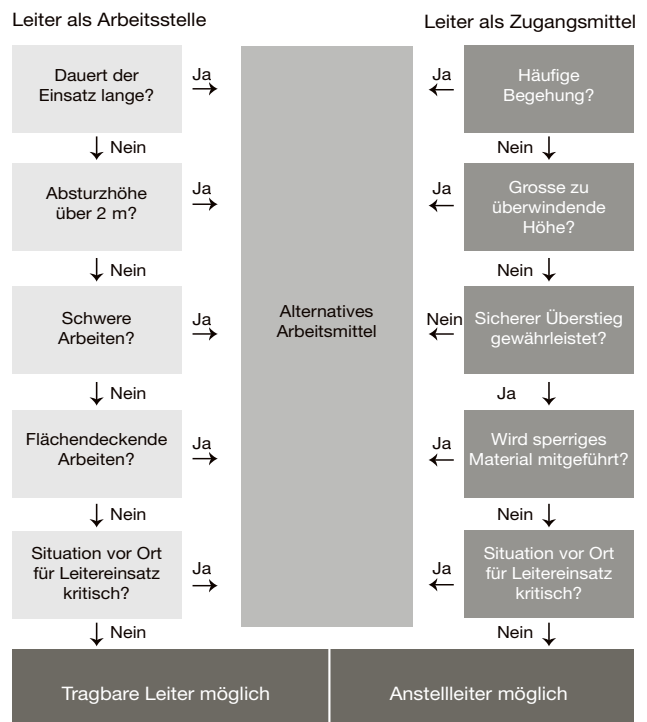 Leiter als Arbeitsstelle
Leiter als Zugangsmittel
Dauert der
Einsatz lange?
Ja
Ja
Häufige
Begehung?
Nein
Nein
Absturzhöhe
über 2 m?
Ja
Ja
Grosse zu
überwindende
Höhe?
Nein
Nein
Schwere
Arbeiten?
Ja
Alternatives
Arbeitsmittel
Nein
Sicherer Überstieg
gewährleistet?
Nein
Ja
Flächendeckende
Arbeiten?
Ja
Ja
Wird sperriges
Material mitgeführt?
Nein
Nein
Situation vor Ort
für Leitereinsatz
kritisch?
Ja
Ja
Situation vor Ort
für Leitereinsatz
kritisch?
Nein
Nein
Tragbare Leiter möglich
Anstellleiter möglich